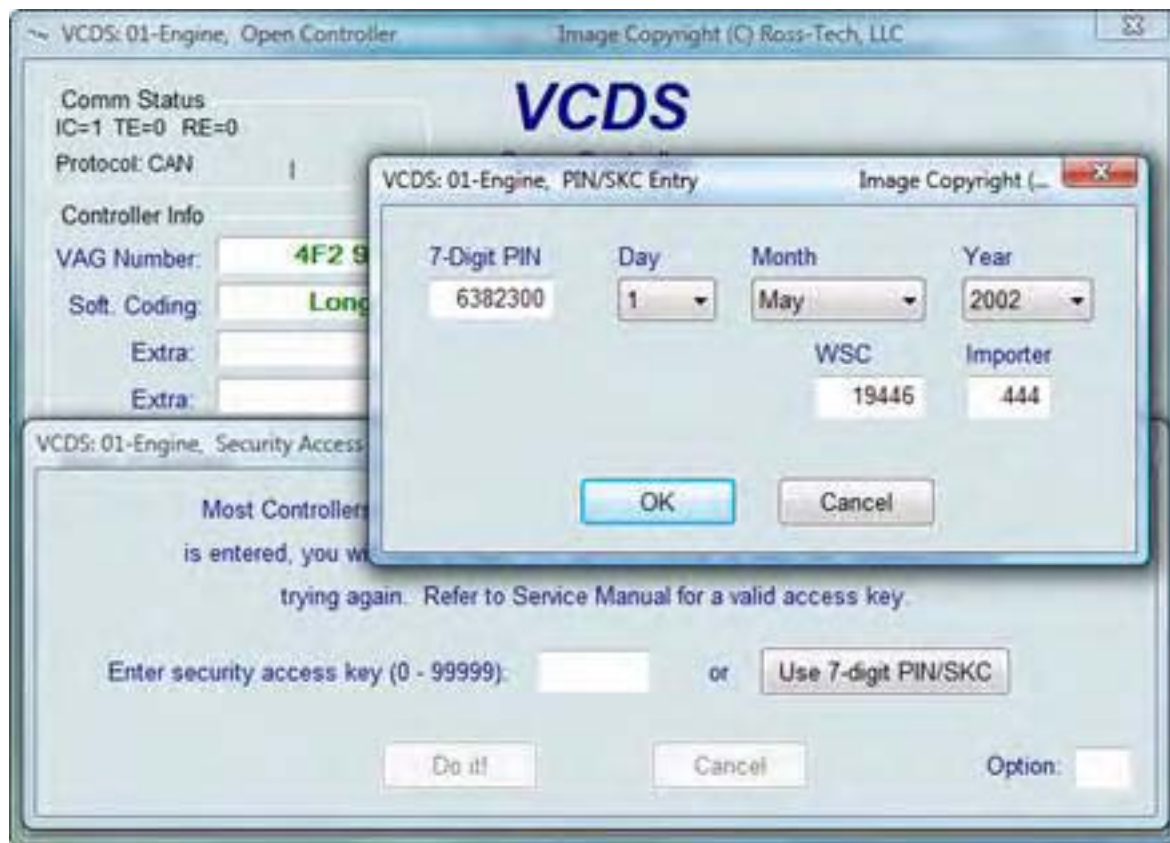 VCDS: 01-Engine, Open Controller Image Copyright (C) Ross-Tech, LLC
VCDS
Comm Status
IC=1 TE=0 RE=0
Protocol: CAN
Controller Info
VAG Number: 4F2 9
Soft. Coding: Long
Extra:
Extra:
VCDS: 01-Engine, PIN/SKC Entry Image Copyright (...
7-Digit PIN Day Month Year
6382300 1 May 2002
WSC Importer
19446 444
OK Cancel
VCDS: 01-Engine, Security Access
Most Controllers
is entered, you
trying again. Refer to Service Manual for a valid access key.
Enter security access key (0 - 99999): or Use 7-digit PIN/SKC
Do it! Cancel Option: